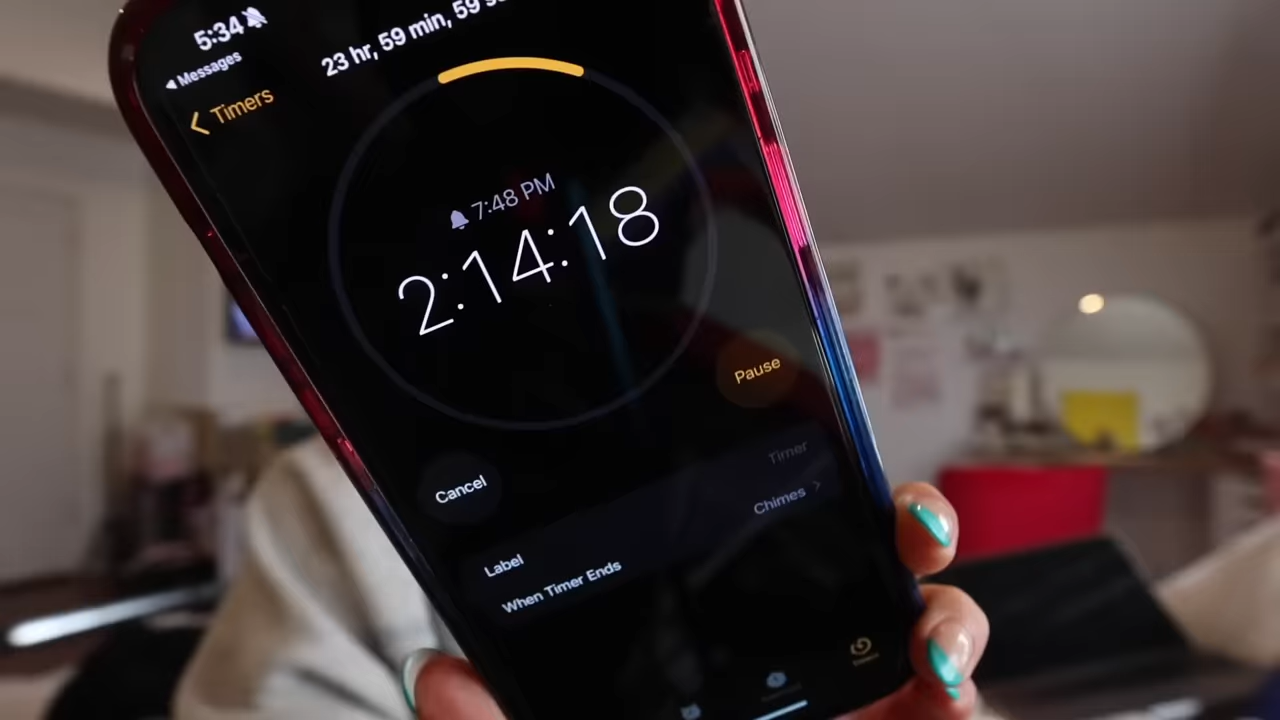 5:34
Messages
23 hr, 59 min, 59 s
Timers
7:48 PM
2:14:18
Pause
Cancel
Timer
Label
Chimes
When Timer Ends